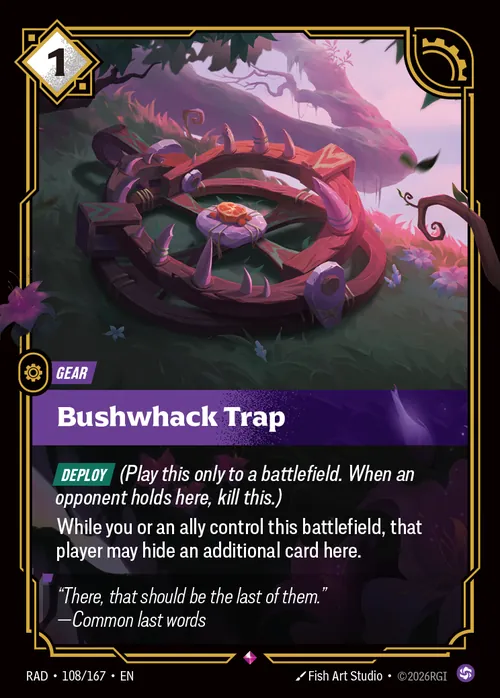 1
GEAR
Bushwhack Trap
DEPLOY (Play this only to a battlefield. When an
opponent holds here, kill this.)
While you or an ally control this battlefield, that
player may hide an additional card here.
“There, that should be the last of them.”
—Common last words
RAD • 108/167 • EN
Fish Art Studio • ©2026RGI